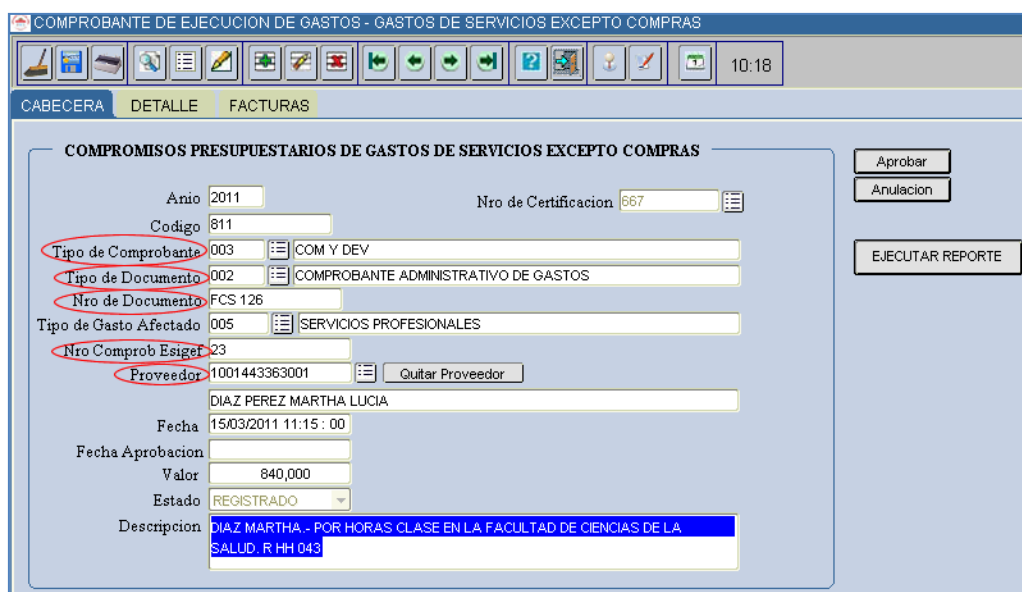 COMPROBANTE DE EJECUCION DE GASTOS - GASTOS DE SERVICIOS EXCEPTO COMPRAS
10:18
CABECERA DETALLE FACTURAS
COMPROMISOS PRESUPUESTARIOS DE GASTOS DE SERVICIOS EXCEPTO COMPRAS
Aprobar
Anio 2011 Nro de Certificacion 667
Anulacion
Codigo 811
Tipo de Comprobante 003 COM Y DEV
EJECUTAR REPORTE
Tipo de Documento 002 COMPROBANTE ADMINISTRATIVO DE GASTOS
Nro de Documento FCS 126
Tipo de Gasto Afectado 005 SERVICIOS PROFESIONALES
Nro Comprob Esigef 23
Proveedor 1001443363001 Quitar Proveedor
DIAZ PEREZ MARTHA LUCIA
Fecha 15/03/2011 11:15 : 00
Fecha Aprobacion
Valor 840,000
Estado REGISTRADO
Descripcion DIAZ MARTHA.- POR HORAS CLASE EN LA FACULTAD DE CIENCIAS DE LA
SALUD. R HH 043